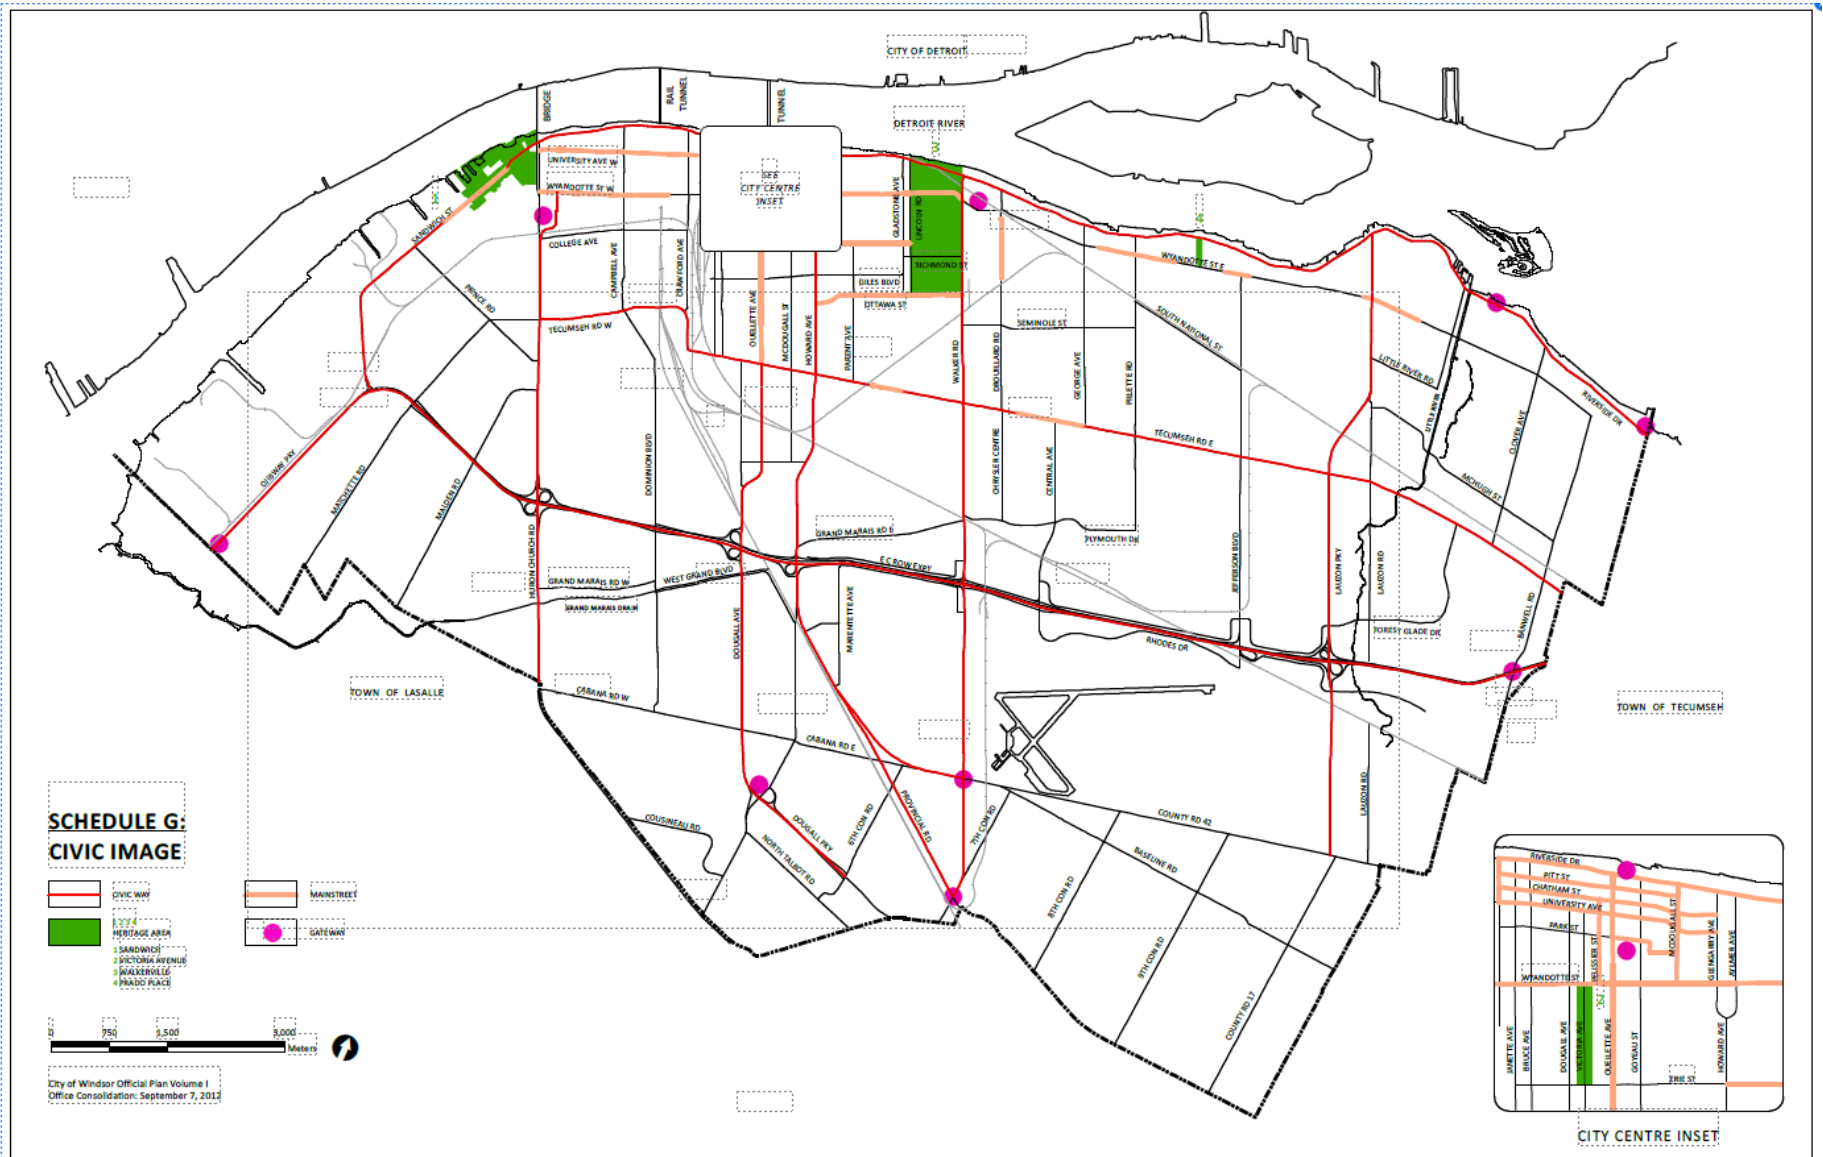 CITY OF DETROIT
BRIDGE
RAIL
TUNNEL
TUNNEL
DETROIT RIVER
UNIVERSITY AVE W
WYANDOTTE ST W
SEE
CITY CENTRE
INSET
GLADSTONE AVE
LINCOLN RD
RICHMOND ST
SANDWICH ST
COLLEGE AVE
CAMPBELL AVE
CRAWFORD AVE
PRINCE RD
TECUMSEH RD W
OUELLETTE AVE
MCDOUGALL ST
HOWARD AVE
PARENT AVE
GILES BLVD
OTTAWA ST
WALKER RD
DROUILLARD RD
SEMINOLE ST
GEORGE AVE
PILLETTE RD
WYANDOTTE ST E
SOUTH NATIONAL ST
LITTLE RIVER RD
LITTLE RIVER
RIVERSIDE DR
CLOVER AVE
MCHUGH ST
TECUMSEH RD E
OJIBWAY PKY
MATCHETTE RD
MALDEN RD
DOMINION BLVD
HURON CHURCH RD
CHRYSLER CENTRE
CENTRAL AVE
GRAND MARAIS RD E
PLYMOUTH DR
E C ROW EXPY
GRAND MARAIS RD W
WEST GRAND BLVD
GRAND MARAIS DRAIN
DOUGALL AVE
MARENTETTE AVE
JEFFERSON BLVD
LAUZON PKY
LAUZON RD
FOREST GLADE DR
BANWELL RD
RHODES DR
TOWN OF LASALLE
CABANA RD W
CABANA RD E
TOWN OF TECUMSEH
COUSINEAU RD
DOUGALL PKY
NORTH TALBOT RD
6TH CON RD
PROVINCIAL RD
7TH CON RD
COUNTY RD 42
LAUZON RD
BASELINE RD
8TH CON RD
9TH CON RD
COUNTY RD 17
SCHEDULE G:
CIVIC IMAGE
CIVIC WAY
MAINSTREET
1 2 3 4
HERITAGE AREA
GATEWAY
1 SANDWICH
2 VICTORIA AVENUE
3 WALKERVILLE
4 PRADO PLACE
0 750 1,500 3,000
Meters
City of Windsor Official Plan Volume I
Office Consolidation: September 7, 2012
RIVERSIDE DR
PITT ST
CHATHAM ST
UNIVERSITY AVE
PARK ST
WYANDOTTE ST
PELISSIER ST
MCDOUGALL ST
GLENGARRY AVE
AYLMER AVE
JANETTE AVE
BRUCE AVE
DOUGALL AVE
VICTORIA AVE
OUELLETTE AVE
GOYEAU ST
HOWARD AVE
ERIE ST
CITY CENTRE INSET